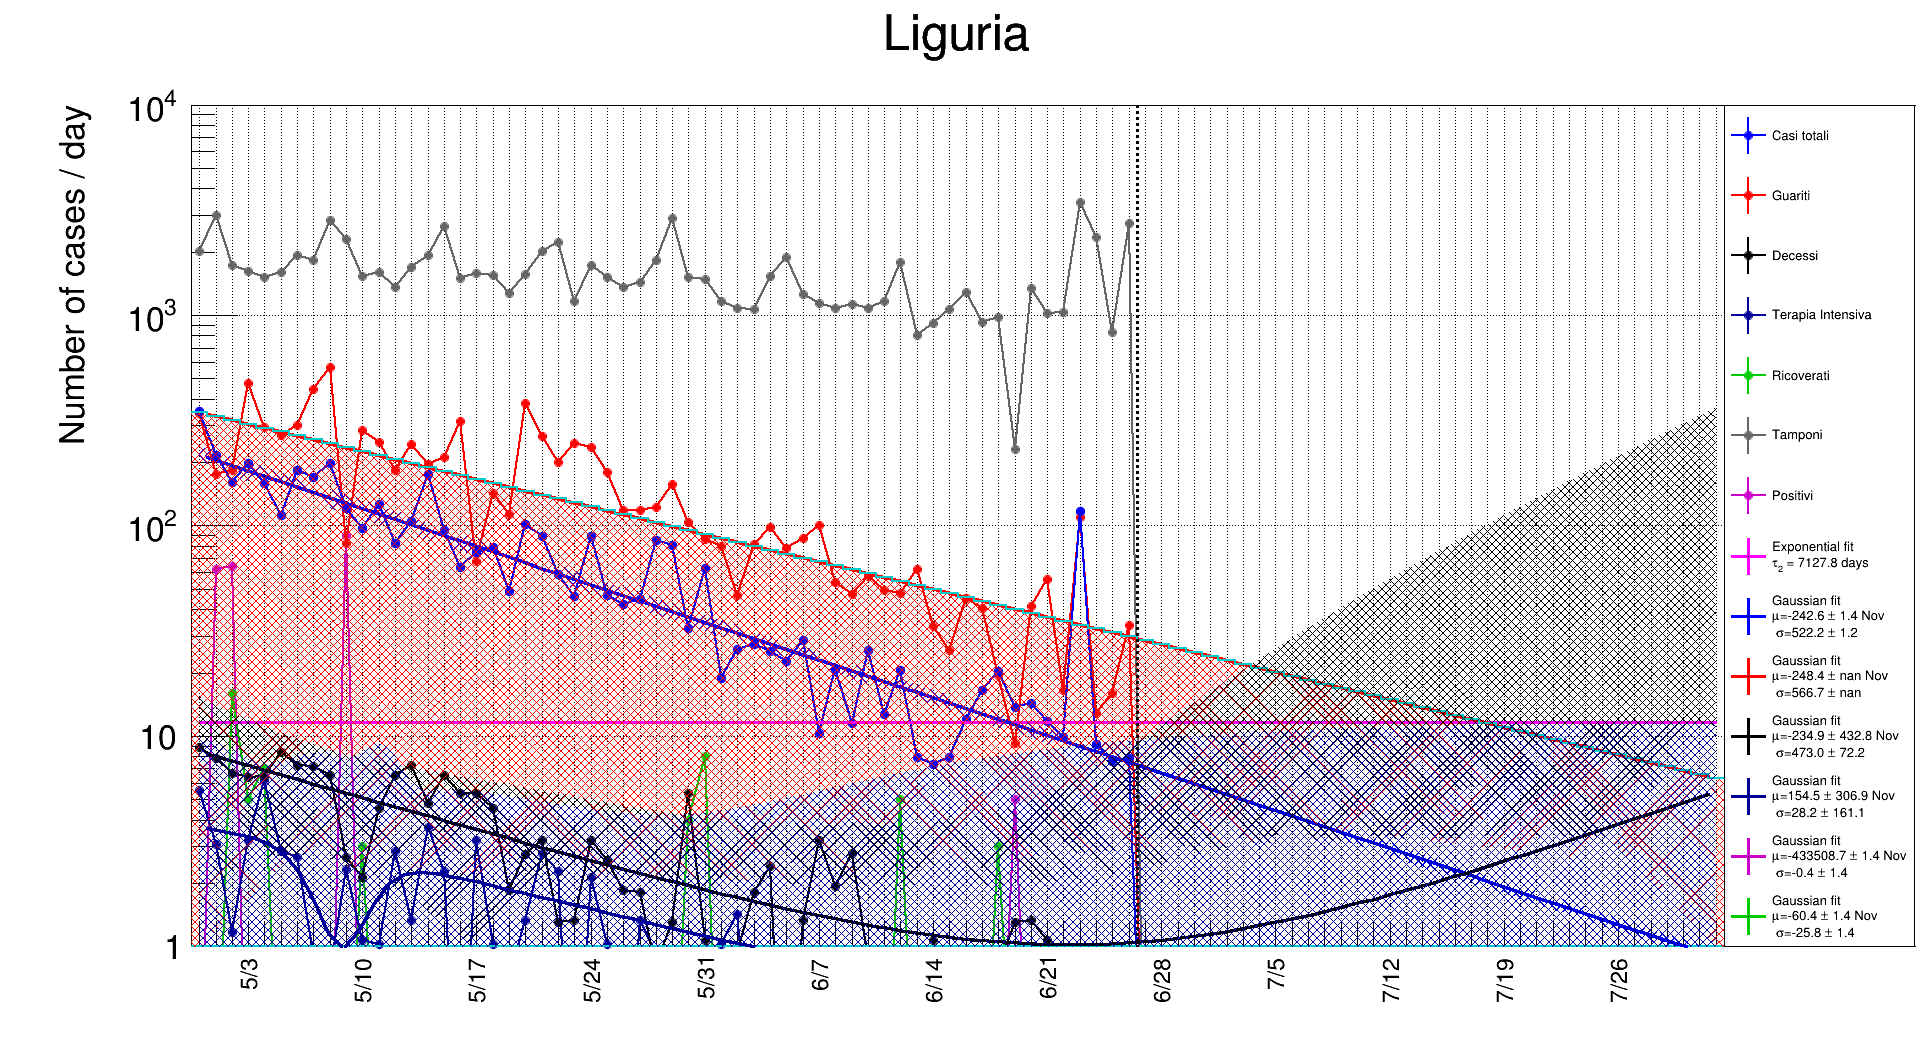 Liguria
Number of cases / day
10^4
10^3
10^2
10
1
5/3
5/10
5/17
5/24
5/31
6/7
6/14
6/21
6/28
7/5
7/12
7/19
7/26
Casi totali
Guariti
Decessi
Terapia Intensiva
Ricoverati
Tamponi
Positivi
Exponential fit
τ₂ = 7127.8 days
Gaussian fit
μ=-242.6 ± 1.4 Nov
σ=522.2 ± 1.2
Gaussian fit
μ=-248.4 ± nan Nov
σ=566.7 ± nan
Gaussian fit
μ=-234.9 ± 432.8 Nov
σ=473.0 ± 72.2
Gaussian fit
μ=154.5 ± 306.9 Nov
σ=28.2 ± 161.1
Gaussian fit
μ=-433508.7 ± 1.4 Nov
σ=-0.4 ± 1.4
Gaussian fit
μ=-60.4 ± 1.4 Nov
σ=-25.8 ± 1.4